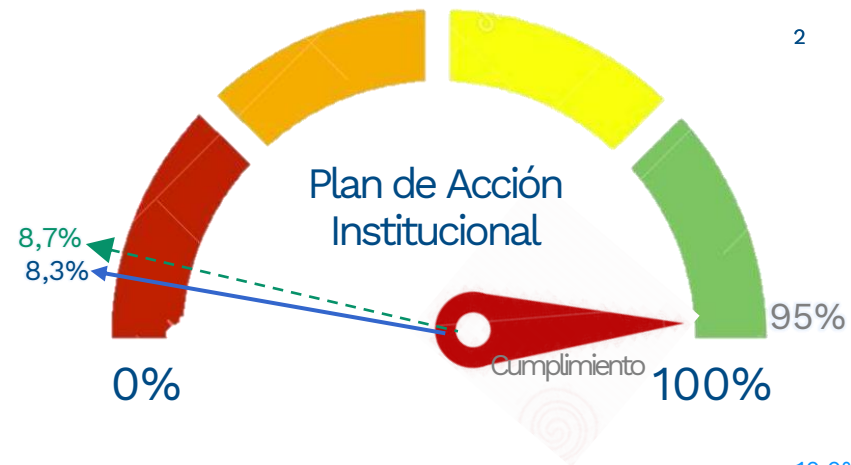 2
Plan de Acción
Institucional
8,7%
8,3%
95%
Cumplimiento
0%
100%